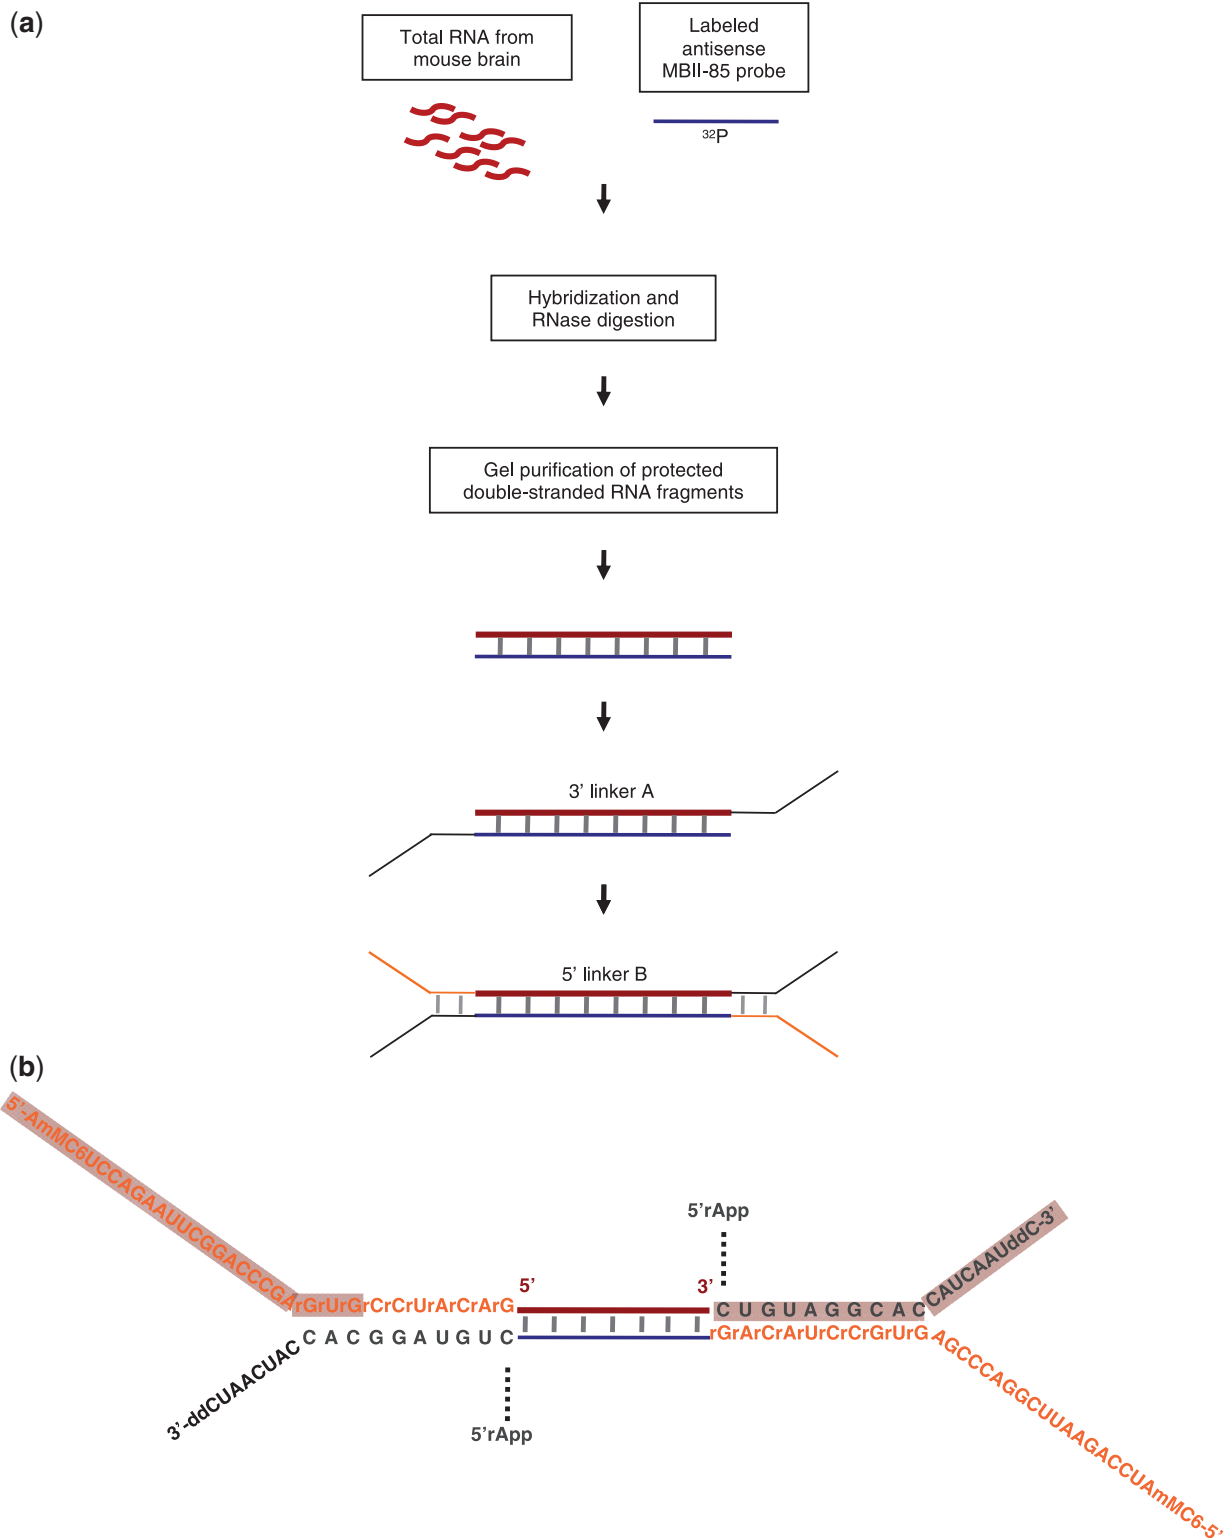 (a)
Total RNA from
mouse brain
Labeled
antisense
MBII-85 probe
³²P
Hybridization and
RNase digestion
Gel purification of protected
double-stranded RNA fragments
3’ linker A
5’ linker B
(b)
5’-AmMC6UCCAGAAUUCGGACCCGArGrUrGrCrCrUrArCrArG
5’
3’
5’rApp
C U G U A G G C A C CAUCAAUddC-3’
3’-ddCUAACUAC C A C G G A U G U C
rGrArCrArUrCrCrGrUrG AGCCCAGGCUUAAGACCUAmMC6-5’
5’rApp